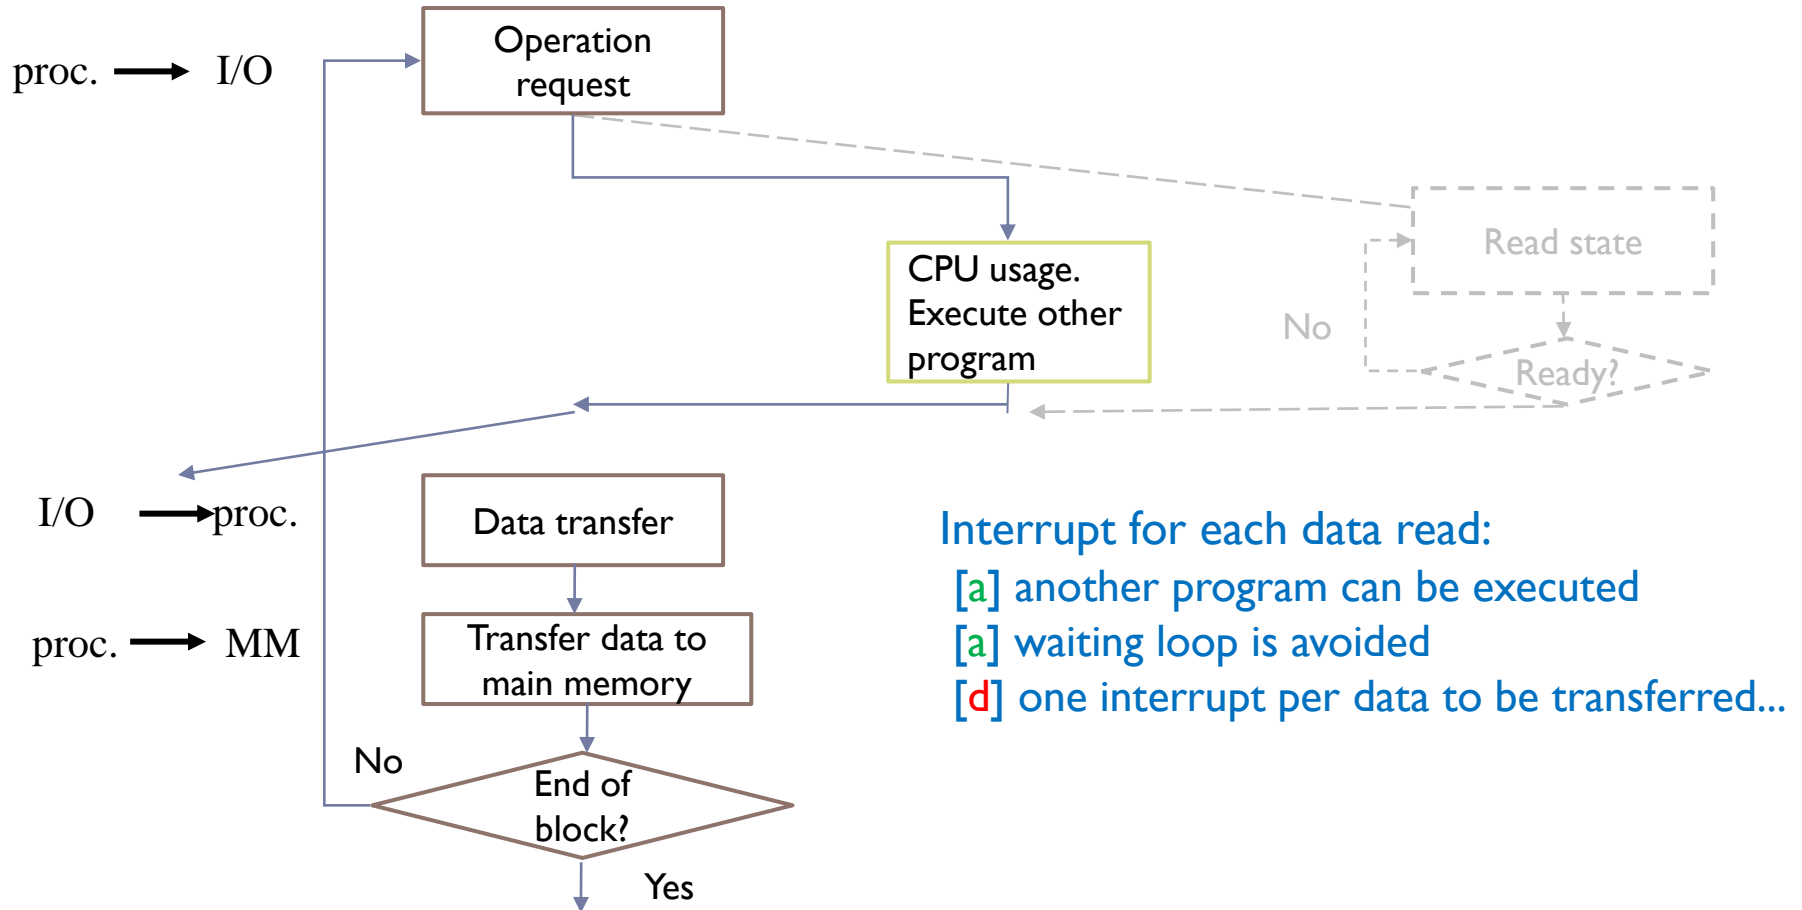 Operation
request
proc. → I/O
Read state
CPU usage.
Execute other
program
No
Ready?
I/O → proc.
Data transfer
Interrupt for each data read:
[a] another program can be executed
[a] waiting loop is avoided
[d] one interrupt per data to be transferred...
proc. → MM
Transfer data to
main memory
No
End of
block?
Yes